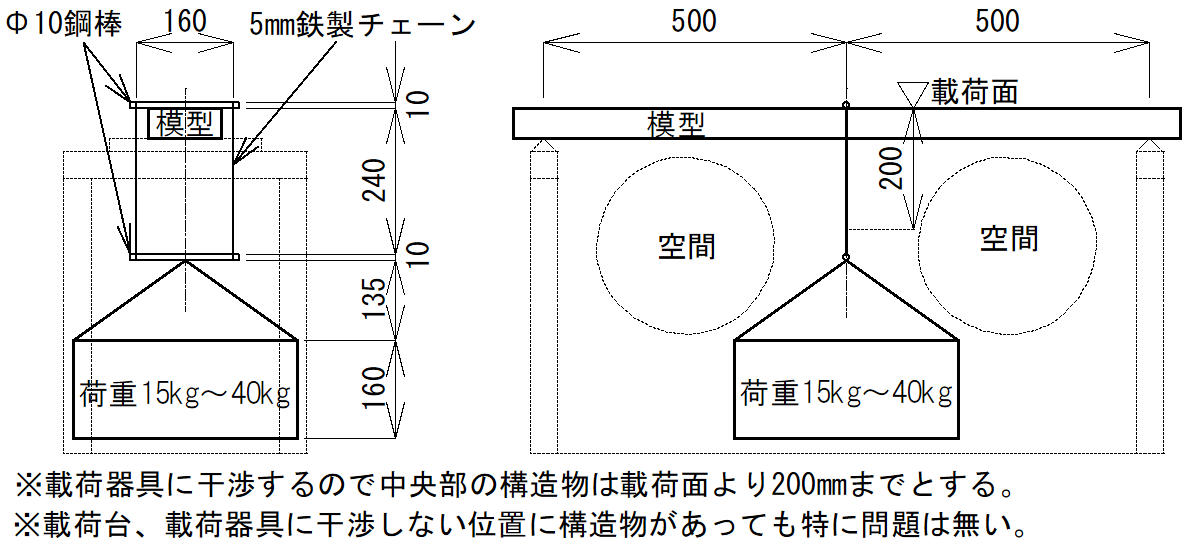 Φ10鋼棒
160
5mm鉄製チェーン
模型
10
240
10
135
160
荷重15kg～40kg
500
500
載荷面
模型
200
空間
空間
荷重15kg～40kg
※載荷器具に干渉するので中央部の構造物は載荷面より200mmまでとする。
※載荷台、載荷器具に干渉しない位置に構造物があっても特に問題は無い。